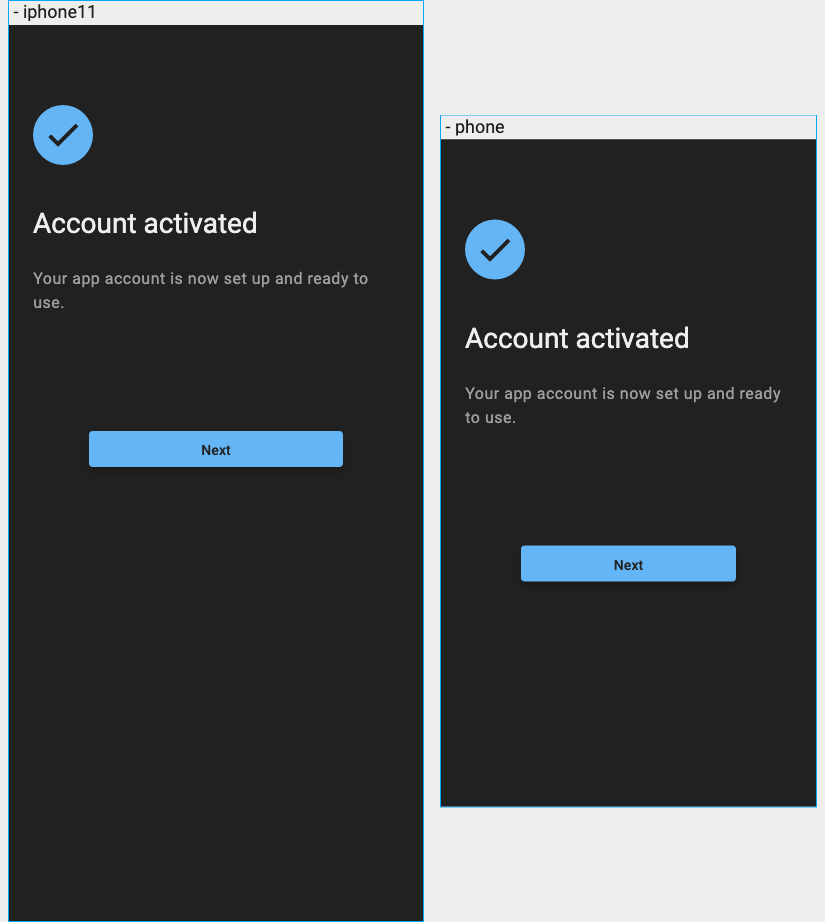 - iphone11
Account activated
Your app account is now set up and ready to
use.
Next
- phone
Account activated
Your app account is now set up and ready
to use.
Next